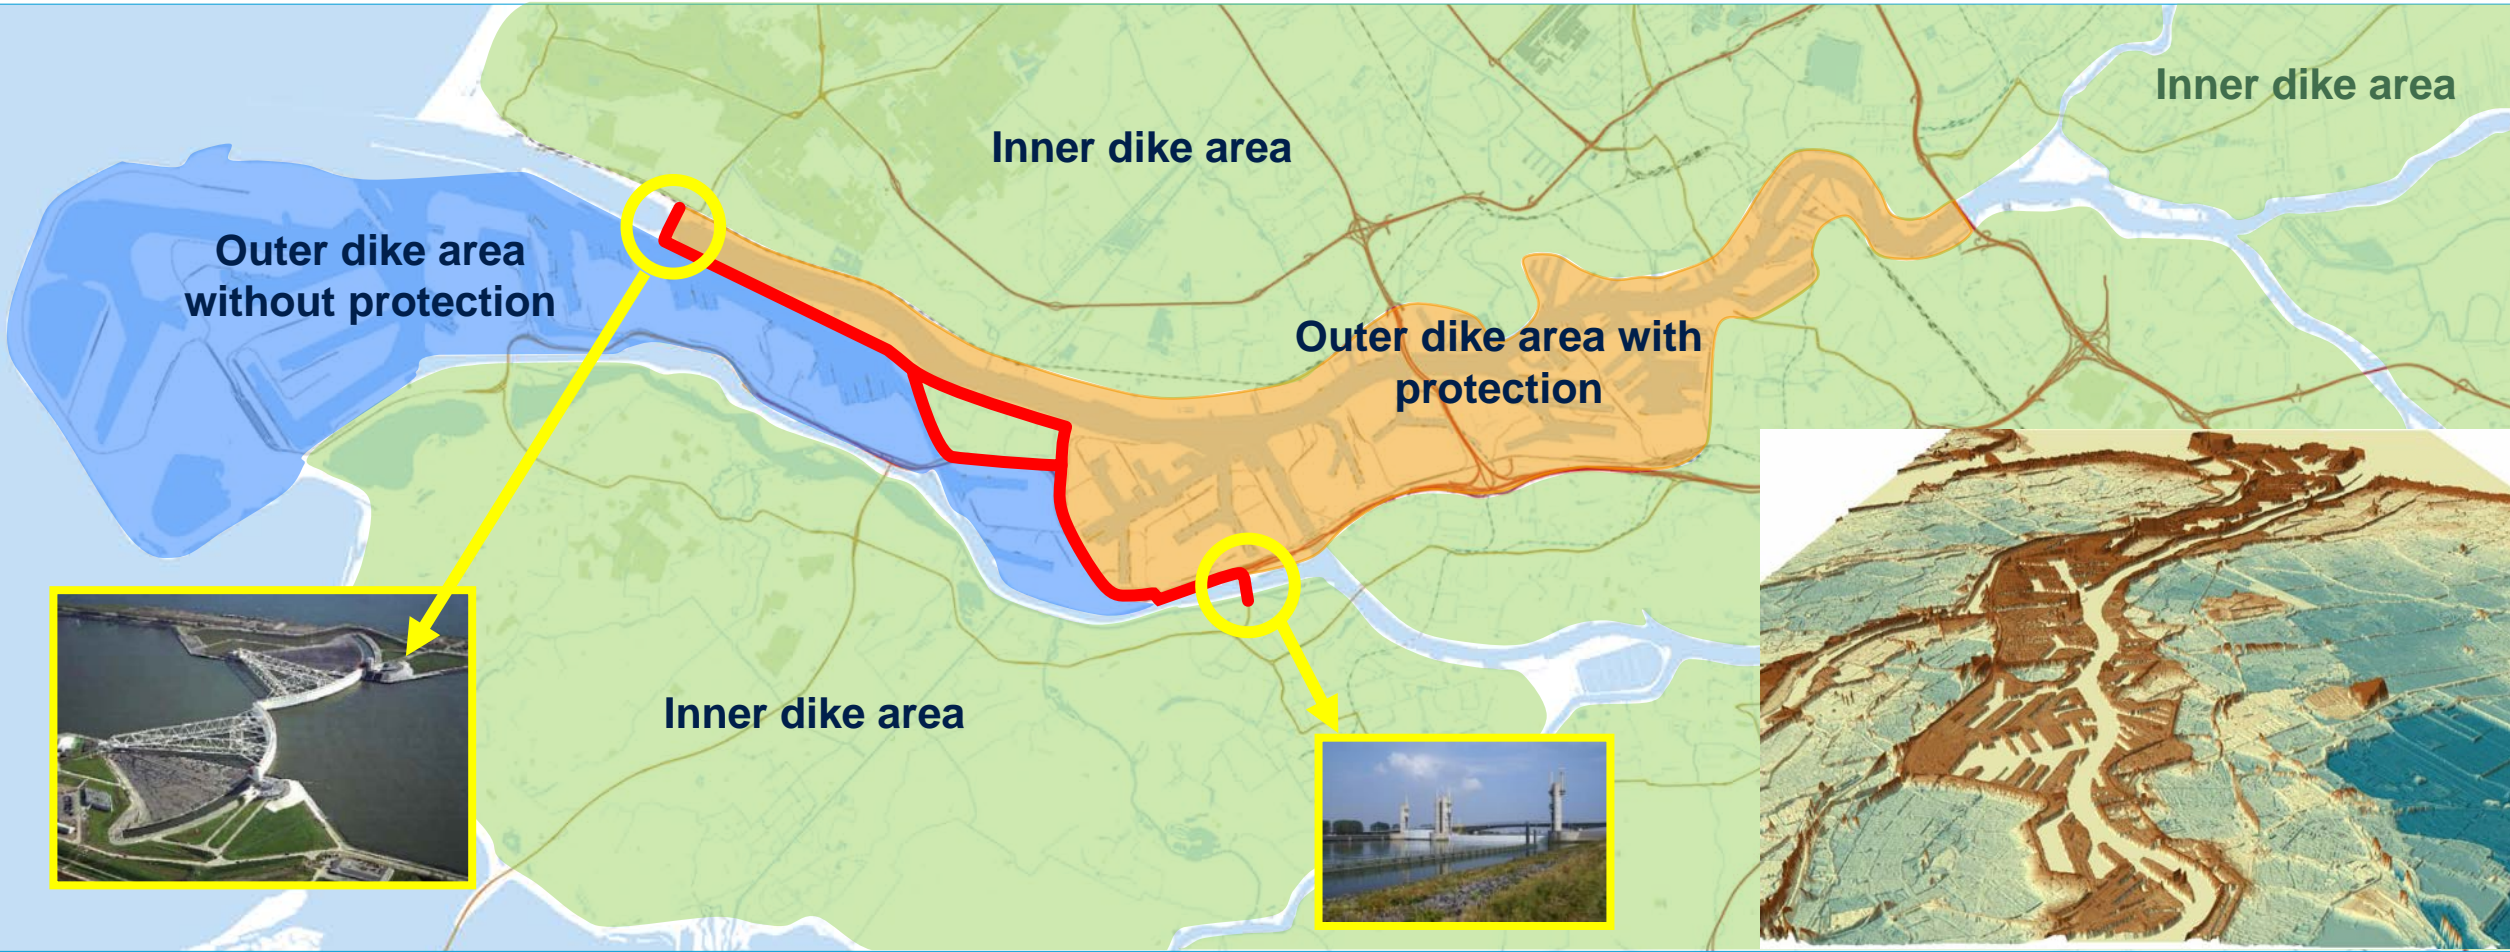 Inner dike area
Inner dike area
Outer dike area
without protection
Outer dike area with
protection
Inner dike area